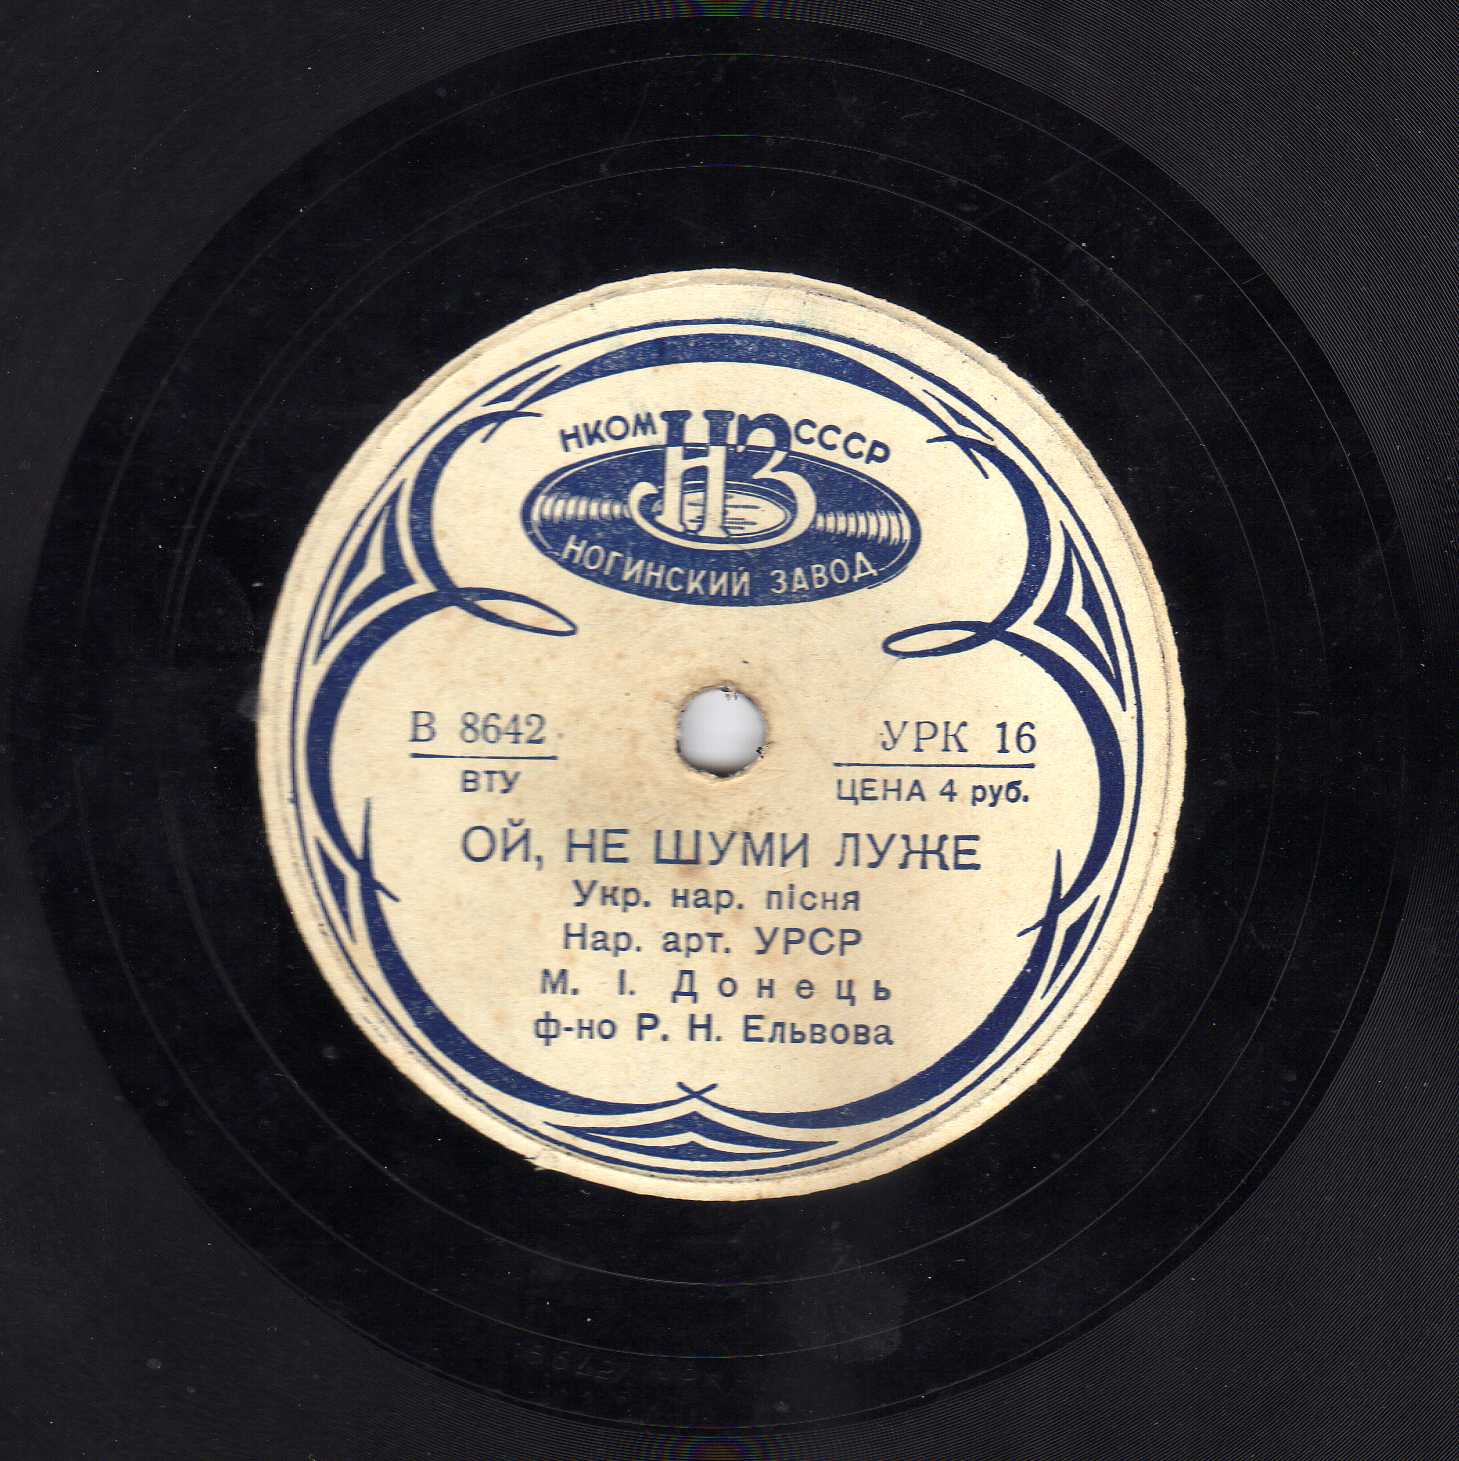 НКОМ НЗ СССР
НОГИНСКИЙ ЗАВОД
В 8642
ВТУ
УРК 16
ЦЕНА 4 руб.
ОЙ, НЕ ШУМИ ЛУЖЕ
Укр. нар. пісня
Нар. арт. УРСР
М. І. Донець
ф-но Р. Н. Ельвова